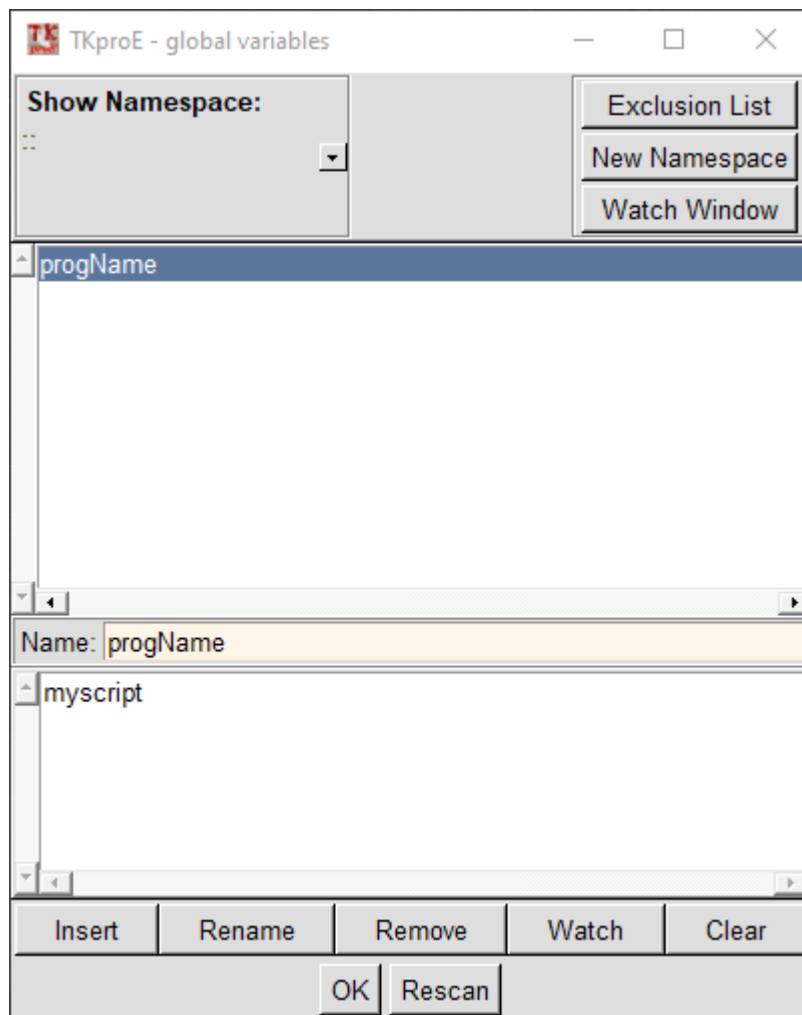 TKproE - global variables
Show Namespace:
::
Exclusion List
New Namespace
Watch Window
progName
Name: progName
myscript
Insert Rename Remove Watch Clear
OK Rescan